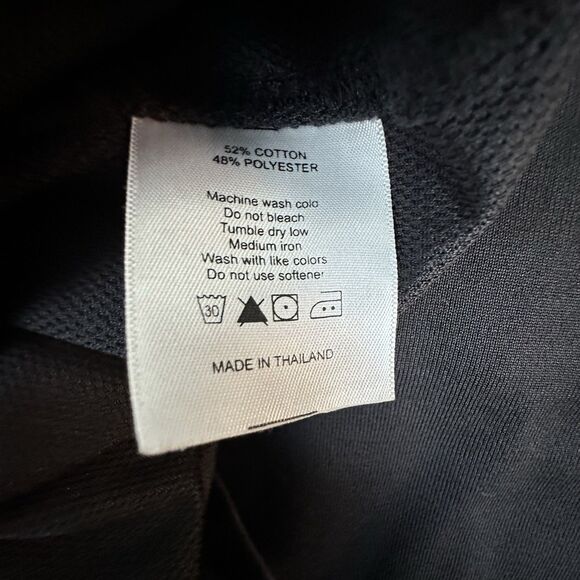 52% COTTON
48% POLYESTER
Machine wash cold
Do not bleach
Tumble dry low
Medium iron
Wash with like colors
Do not use softener
30
MADE IN THAILAND